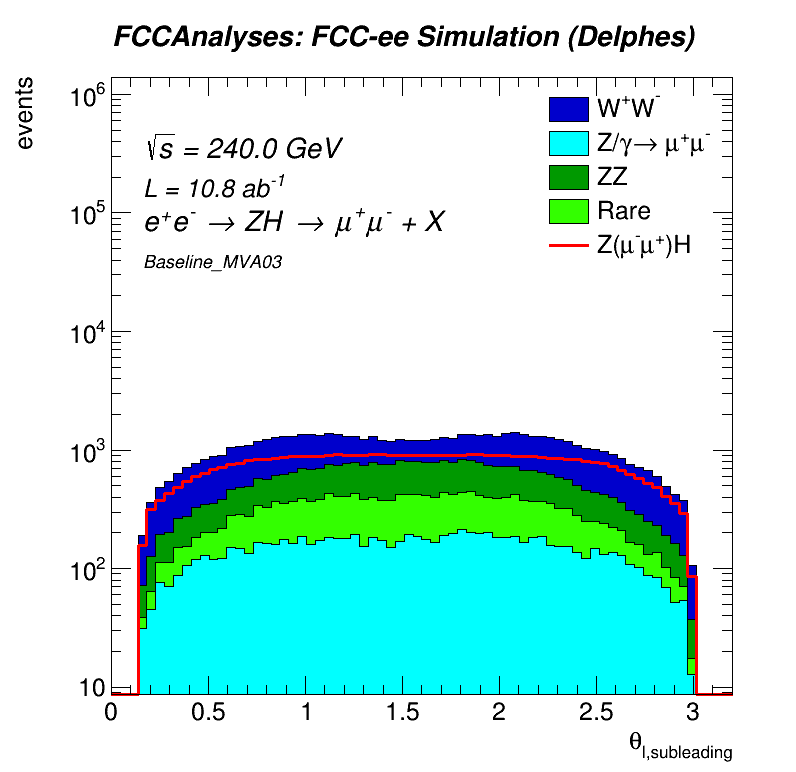 FCCAnalyses: FCC-ee Simulation (Delphes)
events
10⁶
10⁵
10⁴
10³
10²
10
√s = 240.0 GeV
L = 10.8 ab⁻¹
e⁺e⁻ → ZH → μ⁺μ⁻ + X
Baseline_MVA03
W⁺W⁻
Z/γ→ μ⁺μ⁻
ZZ
Rare
Z(μ⁻μ⁺)H
0 0.5 1 1.5 2 2.5 3
θl,subleading